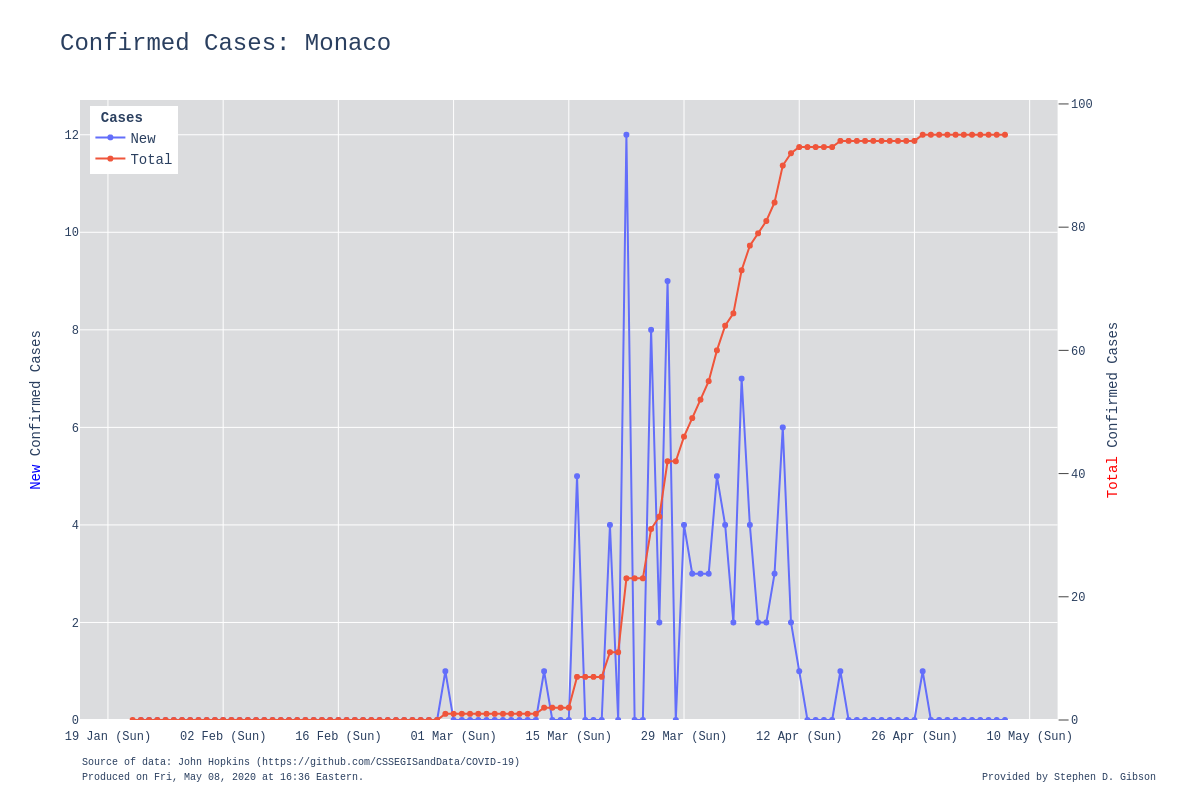 Confirmed Cases: Monaco
Cases
New
Total
12
10
8
6
4
2
0
100
80
60
40
20
0
New Confirmed Cases
Total Confirmed Cases
19 Jan (Sun) 02 Feb (Sun) 16 Feb (Sun) 01 Mar (Sun) 15 Mar (Sun) 29 Mar (Sun) 12 Apr (Sun) 26 Apr (Sun) 10 May (Sun)
Source of data: John Hopkins (https://github.com/CSSEGISandData/COVID-19)
Produced on Fri, May 08, 2020 at 16:36 Eastern.
Provided by Stephen D. Gibson